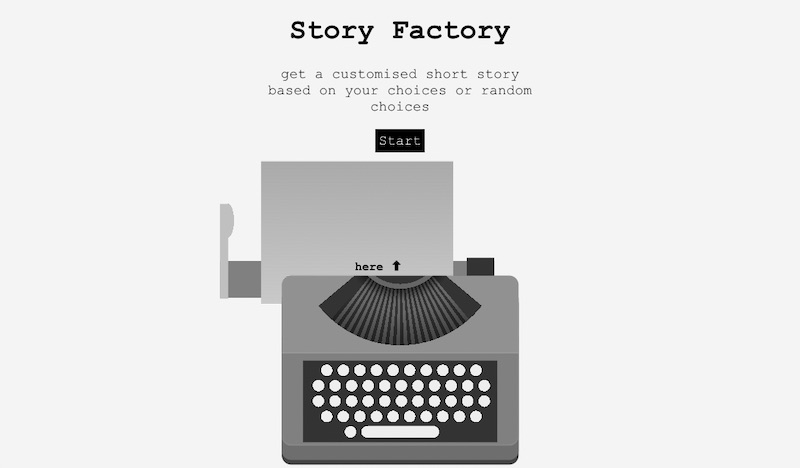 Story Factory
get a customised short story
based on your choices or random
choices
Start
here ⬆